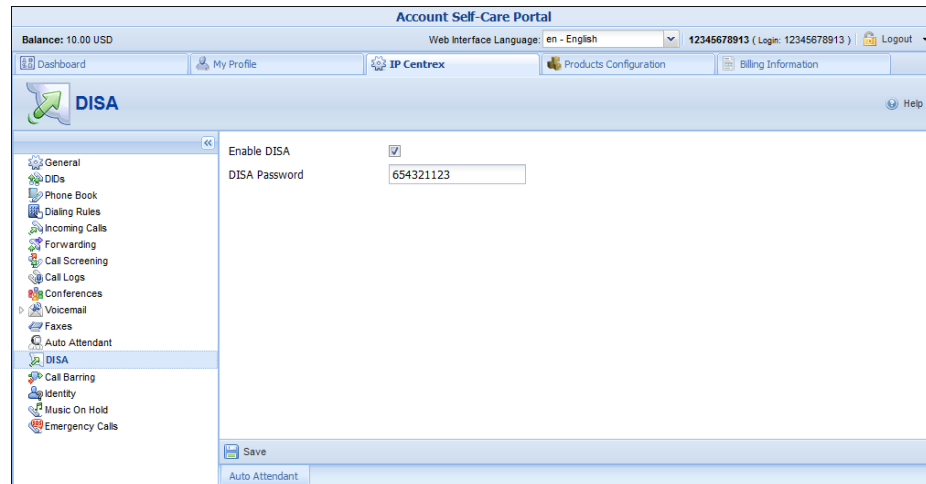 Account Self-Care Portal
Balance: 10.00 USD Web Interface Language: en - English 12345678913 ( Login: 12345678913 ) Logout
Dashboard My Profile IP Centrex Products Configuration Billing Information
DISA Help
General
DIDs
Phone Book
Dialing Rules
Incoming Calls
Forwarding
Call Screening
Call Logs
Conferences
Voicemail
Faxes
Auto Attendant
DISA
Call Barring
Identity
Music On Hold
Emergency Calls
Enable DISA
DISA Password 654321123
Save
Auto Attendant